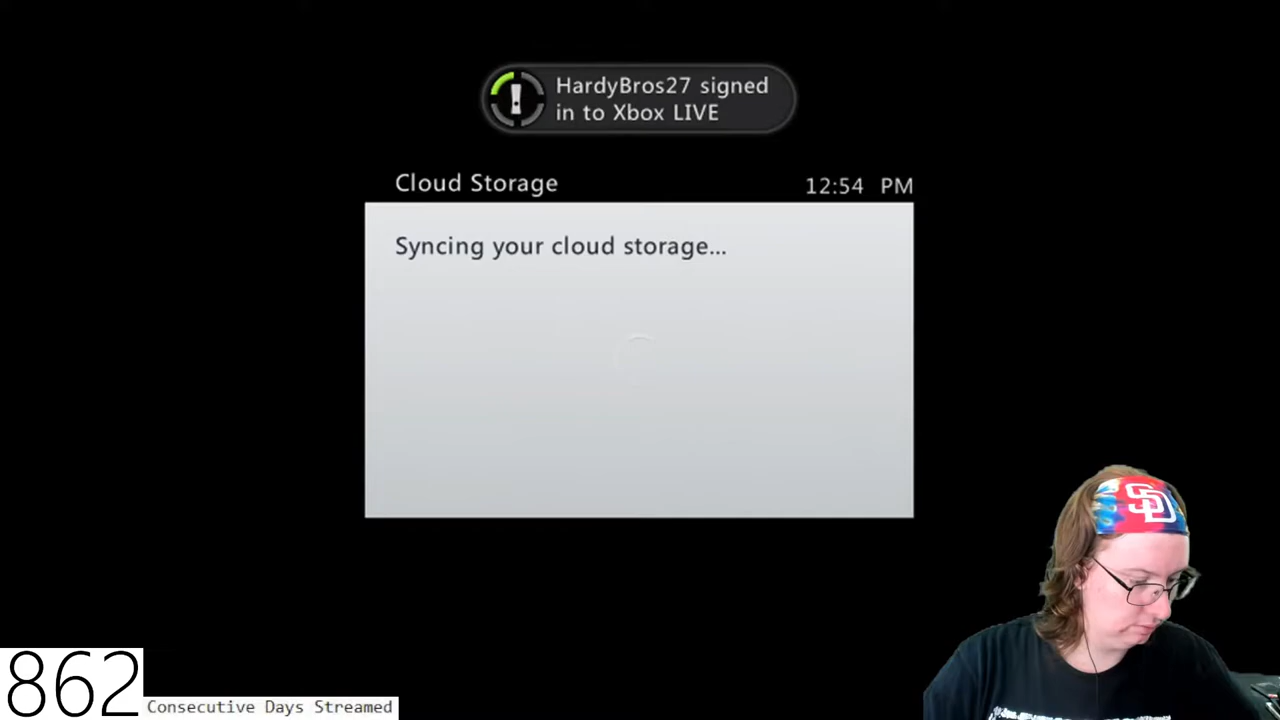 HardyBros27 signed
in to Xbox LIVE
Cloud Storage 12:54 PM
Syncing your cloud storage...
SD
862 Consecutive Days Streamed